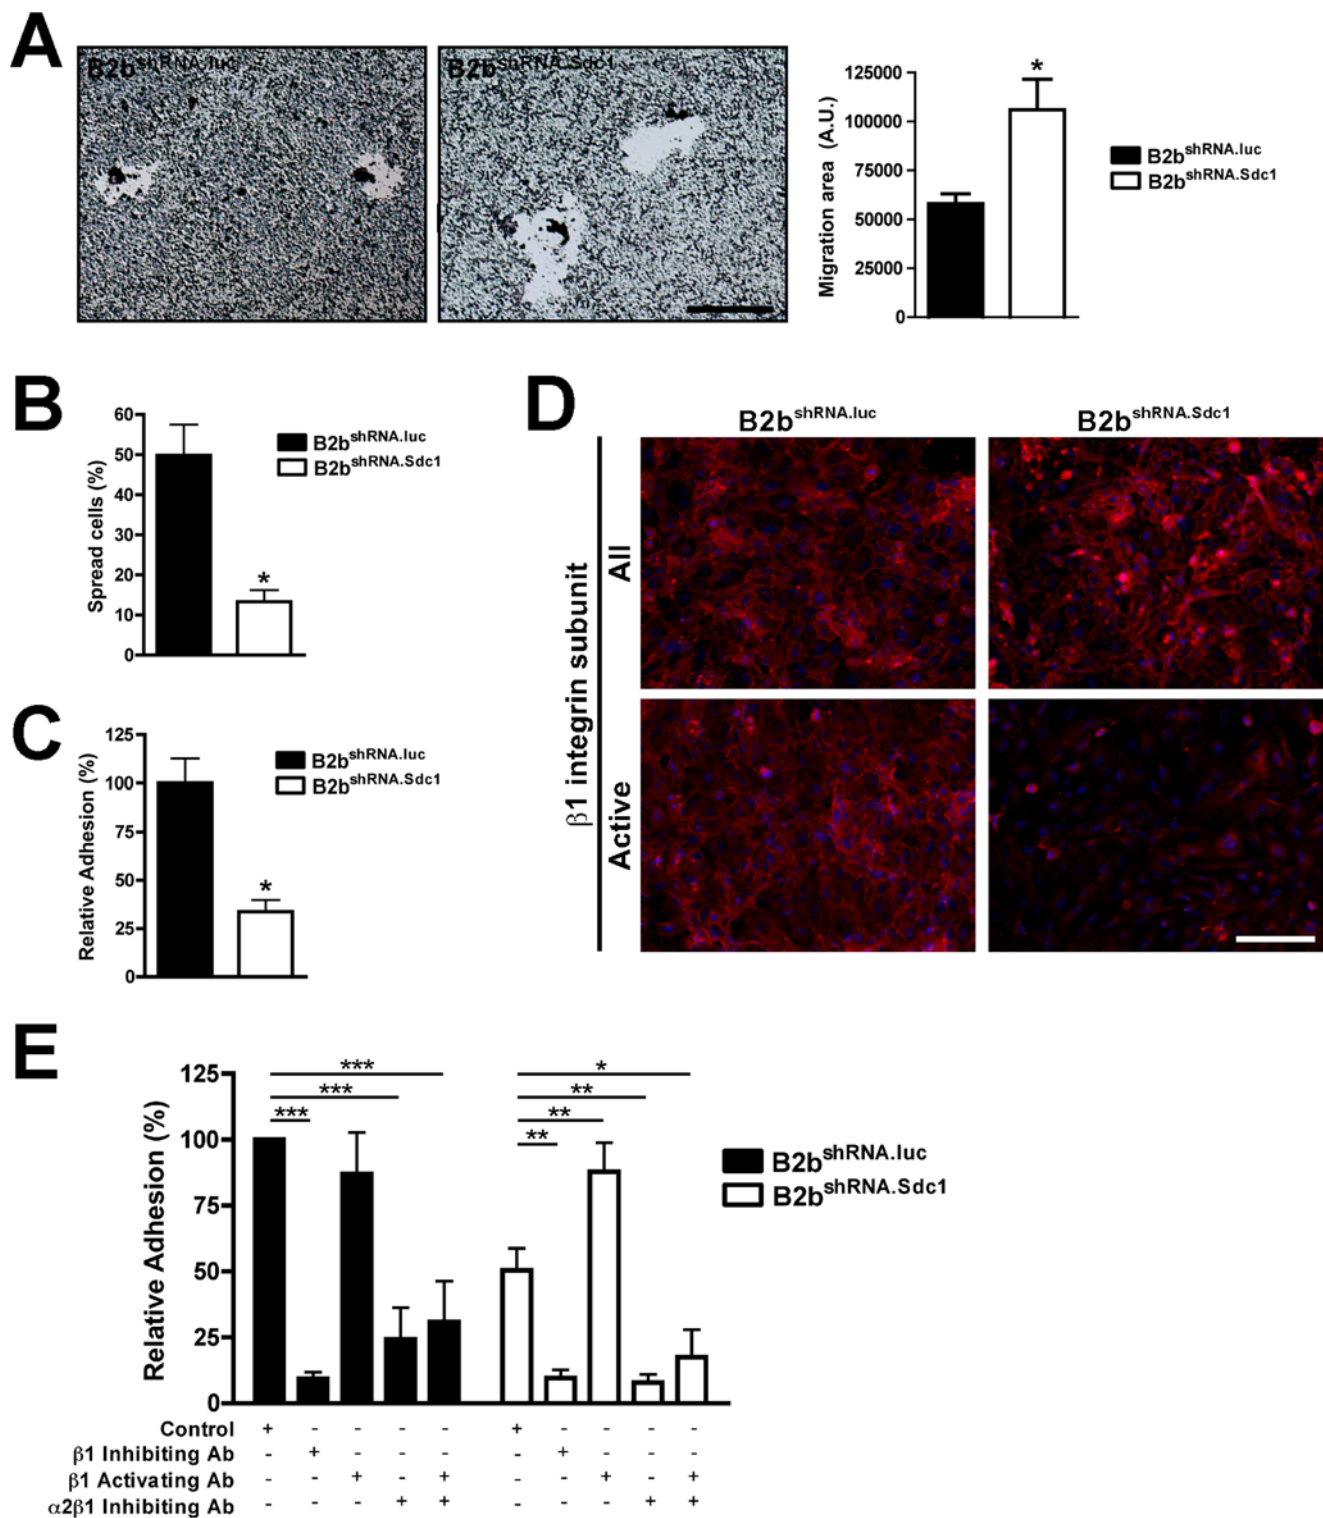 A
B2bshRNA.luc
B2bshRNA.Sdc1
Migration area (A.U.)
125000
100000
75000
50000
25000
0
*
B2bshRNA.luc
B2bshRNA.Sdc1
B
Spread cells (%)
60
50
40
30
20
10
0
*
B2bshRNA.luc
B2bshRNA.Sdc1
C
Relative Adhesion (%)
125
100
75
50
25
0
*
B2bshRNA.luc
B2bshRNA.Sdc1
D
B2bshRNA.luc
B2bshRNA.Sdc1
β1 integrin subunit
All
Active
E
Relative Adhesion (%)
125
100
75
50
25
0
***
***
***
*
**
**
**
B2bshRNA.luc
B2bshRNA.Sdc1
Control + - - - - + - - - -
β1 Inhibiting Ab - + - - - - + - - -
β1 Activating Ab - - + - + - - + - +
α2β1 Inhibiting Ab - - - + + - - - + +